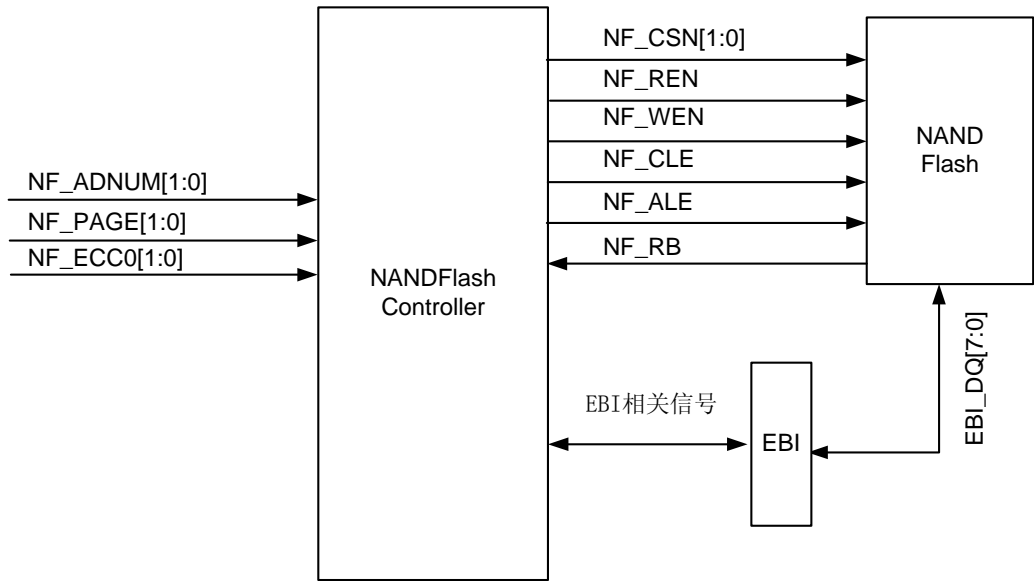 NF_ADNUM[1:0]
NF_PAGE[1:0]
NF_ECC0[1:0]
NANDFlash
Controller
NF_CSN[1:0]
NF_REN
NF_WEN
NF_CLE
NF_ALE
NF_RB
NAND
Flash
EBI相关信号
EBI
EBI_DQ[7:0]